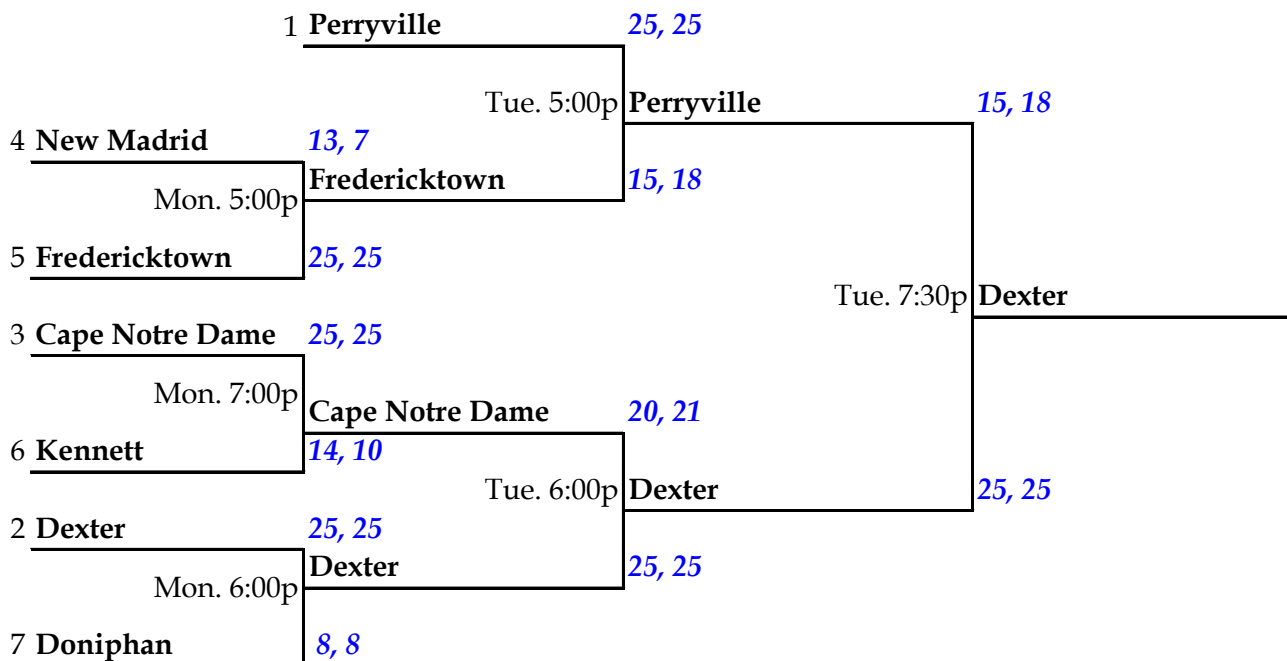 1 Perryville 25, 25
Tue. 5:00p Perryville 15, 18
4 New Madrid 13, 7
Fredericktown 15, 18
Mon. 5:00p
5 Fredericktown 25, 25
Tue. 7:30p Dexter
3 Cape Notre Dame 25, 25
Mon. 7:00p
Cape Notre Dame 20, 21
6 Kennett 14, 10
Tue. 6:00p Dexter 25, 25
2 Dexter 25, 25
Dexter 25, 25
Mon. 6:00p
7 Doniphan 8, 8